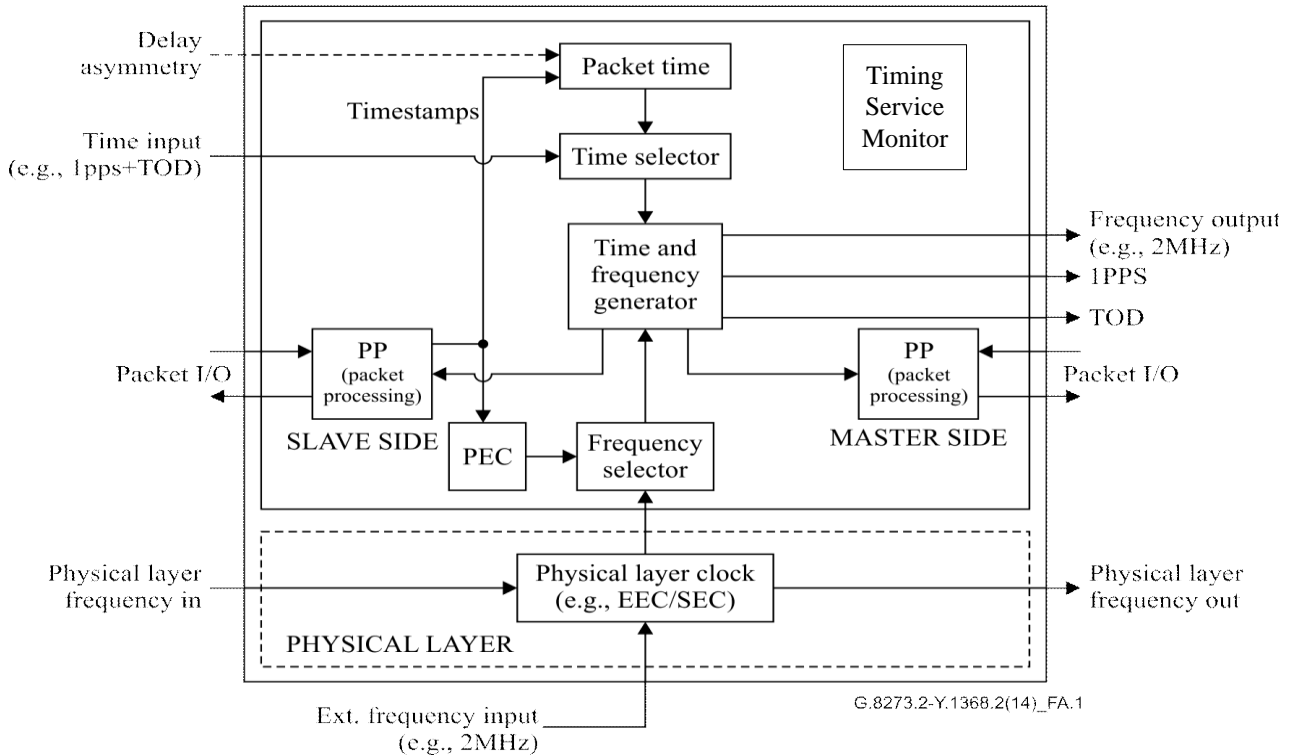 Delay
asymmetry
Packet time
Timing
Service
Monitor
Timestamps
Time input
(e.g., 1pps+TOD)
Time selector
Frequency output
(e.g., 2MHz)
Time and
frequency
generator
1PPS
TOD
PP
(packet
processing)
Packet I/O
SLAVE SIDE
PP
(packet
processing)
Packet I/O
MASTER SIDE
PEC
Frequency
selector
Physical layer
frequency in
Physical layer clock
(e.g., EEC/SEC)
Physical layer
frequency out
PHYSICAL LAYER
G.8273.2-Y.1368.2(14)_FA.1
Ext. frequency input
(e.g., 2MHz)